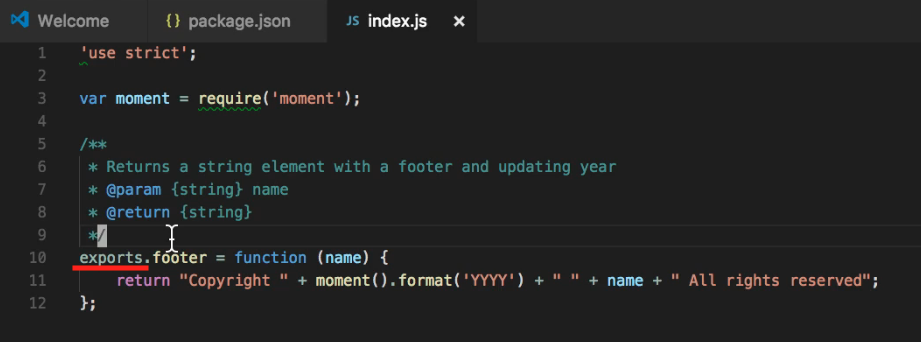 Welcome {} package.json JS index.js ×
1 'use strict';
2
3 var moment = require('moment');
4
5 /**
6 * Returns a string element with a footer and updating year
7 * @param {string} name
8 * @return {string}
9 */
10 exports.footer = function (name) {
11 return "Copyright " + moment().format('YYYY') + " " + name + " All rights reserved";
12 };